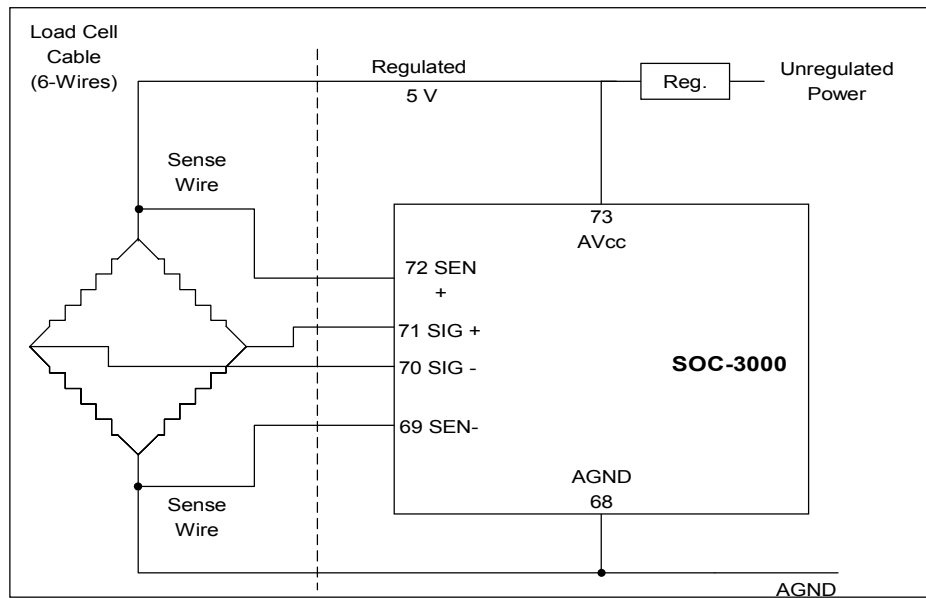 Load Cell
Cable
(6-Wires)
Regulated
5 V
Reg.
Unregulated
Power
Sense
Wire
73
AVcc
72 SEN
+
71 SIG +
70 SIG -
SOC-3000
69 SEN-
AGND
68
Sense
Wire
AGND